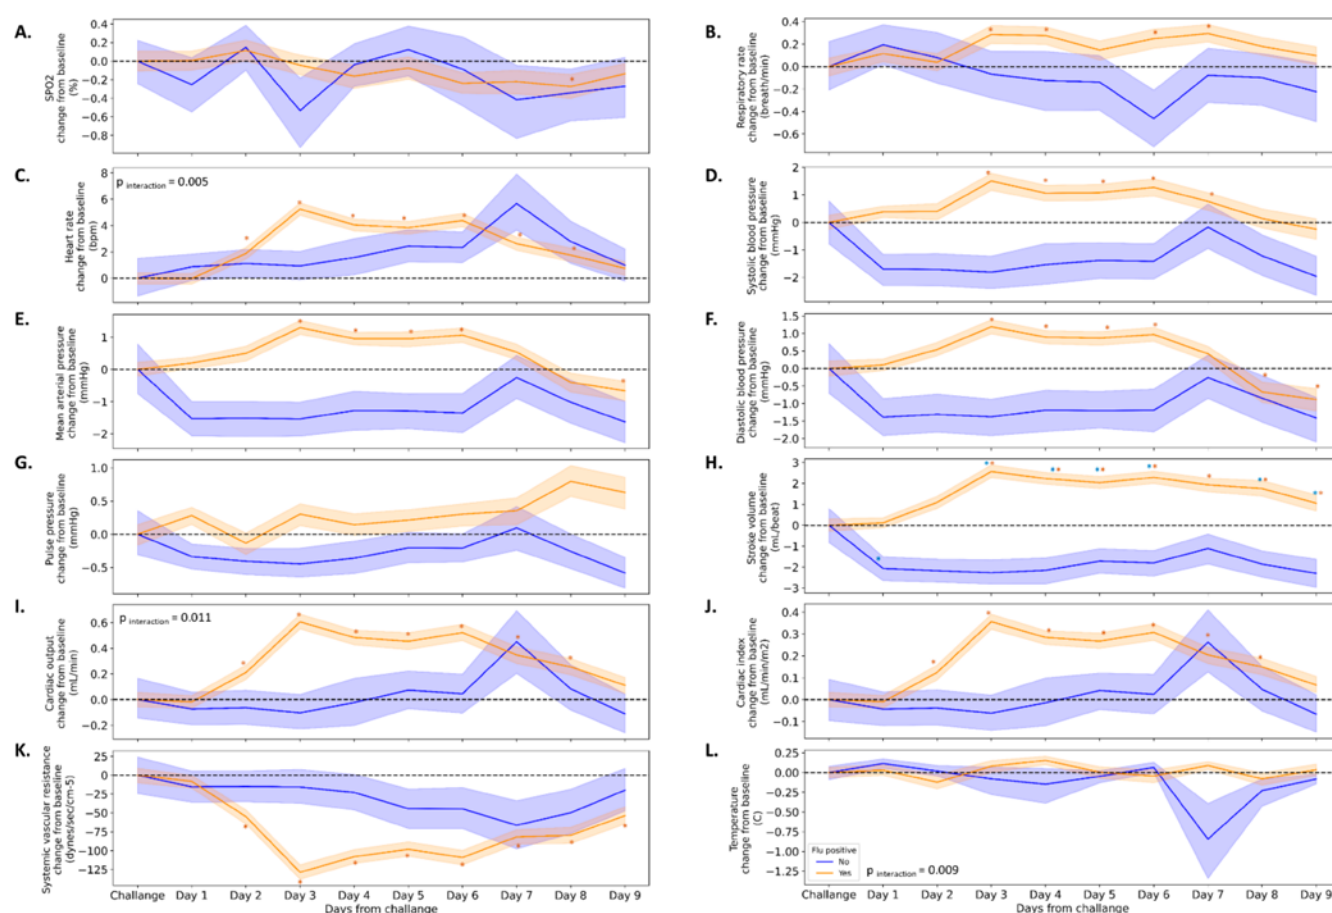 A.
SPO2
change from baseline
(%)
0.4
0.2
0.0
−0.2
−0.4
−0.6
−0.8
B.
Respiratory rate
change from baseline
(breath/min)
0.4
0.2
0.0
−0.2
−0.4
−0.6
C.
Heart rate
change from baseline
(bpm)
8
6
4
2
0
p interaction = 0.005
D.
Systolic blood pressure
change from baseline
(mmHg)
2
1
0
−1
−2
E.
Mean arterial pressure
change from baseline
(mmHg)
1
0
−1
−2
F.
Diastolic blood pressure
change from baseline
(mmHg)
1.5
1.0
0.5
0.0
−0.5
−1.0
−1.5
−2.0
G.
Pulse pressure
change from baseline
(mmHg)
1.0
0.5
0.0
−0.5
H.
Stroke volume
change from baseline
(mL/beat)
3
2
1
0
−1
−2
−3
I.
Cardiac output
change from baseline
(mL/min)
0.6
0.4
0.2
0.0
−0.2
p interaction = 0.011
J.
Cardiac index
change from baseline
(mL/min/m2)
0.4
0.3
0.2
0.1
0.0
−0.1
K.
Systemic vascular resistance
change from baseline
(dynes/sec/cm-5)
25
0
−25
−50
−75
−100
−125
Challange Day 1 Day 2 Day 3 Day 4 Day 5 Day 6 Day 7 Day 8 Day 9
Days from challange
L.
Temperature
change from baseline
(C)
0.25
0.00
−0.25
−0.50
−0.75
−1.00
−1.25
Flu positive
No
Yes
p interaction = 0.009
Challange Day 1 Day 2 Day 3 Day 4 Day 5 Day 6 Day 7 Day 8 Day 9
Days from challange